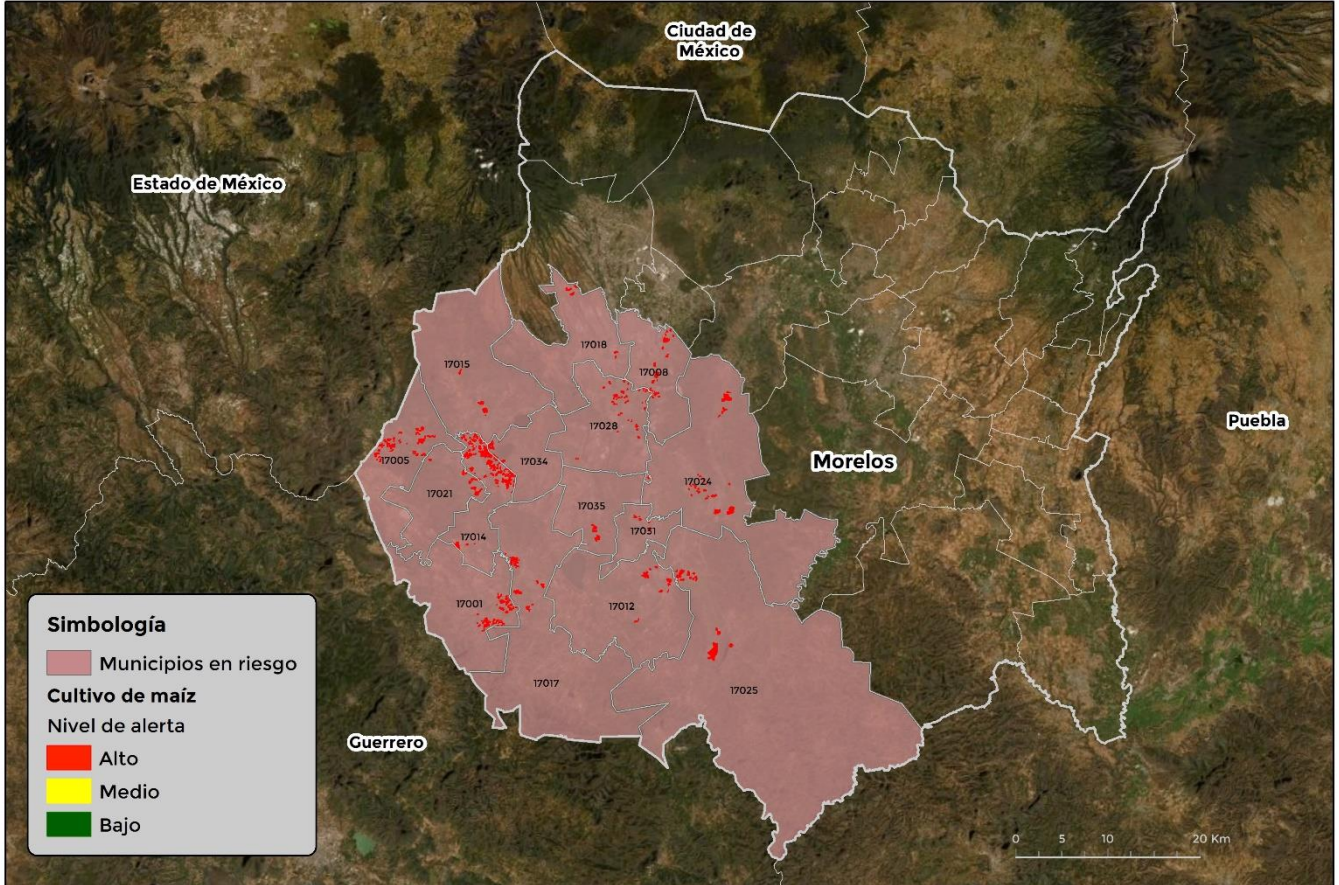 Ciudad de
México
Estado de México
17018
17015
17008
17028
Puebla
17005
17034
Morelos
17021
17024
17035
17031
17014
17001
17012
17017
17025
Guerrero
Simbología
Municipios en riesgo
Cultivo de maíz
Nivel de alerta
Alto
Medio
Bajo
0 5 10 20 Km